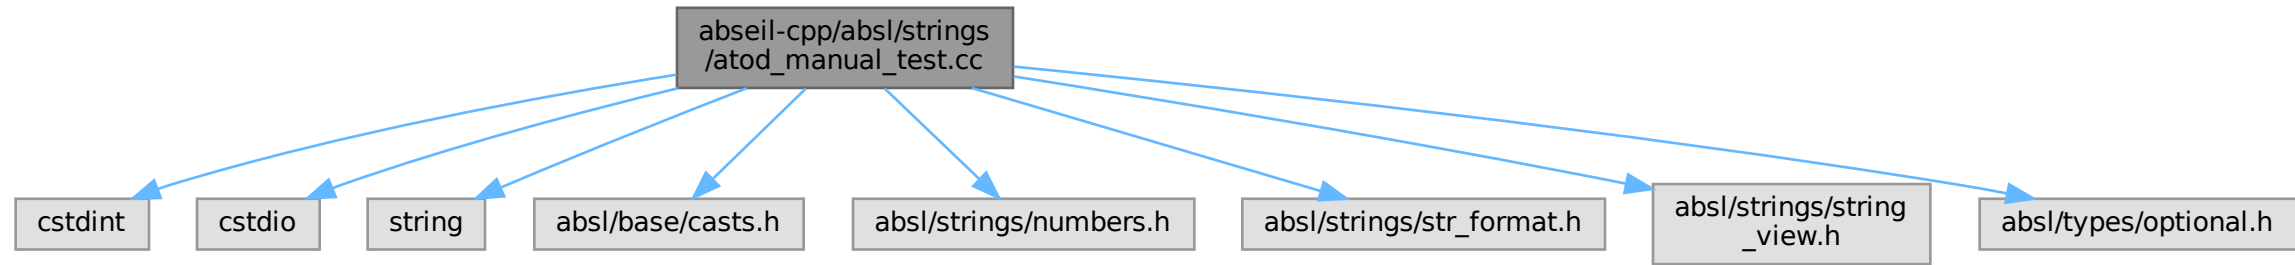 abseil-cpp/absl/strings
/atod_manual_test.cc
cstdint
cstdio
string
absl/base/casts.h
absl/strings/numbers.h
absl/strings/str_format.h
absl/strings/string
_view.h
absl/types/optional.h